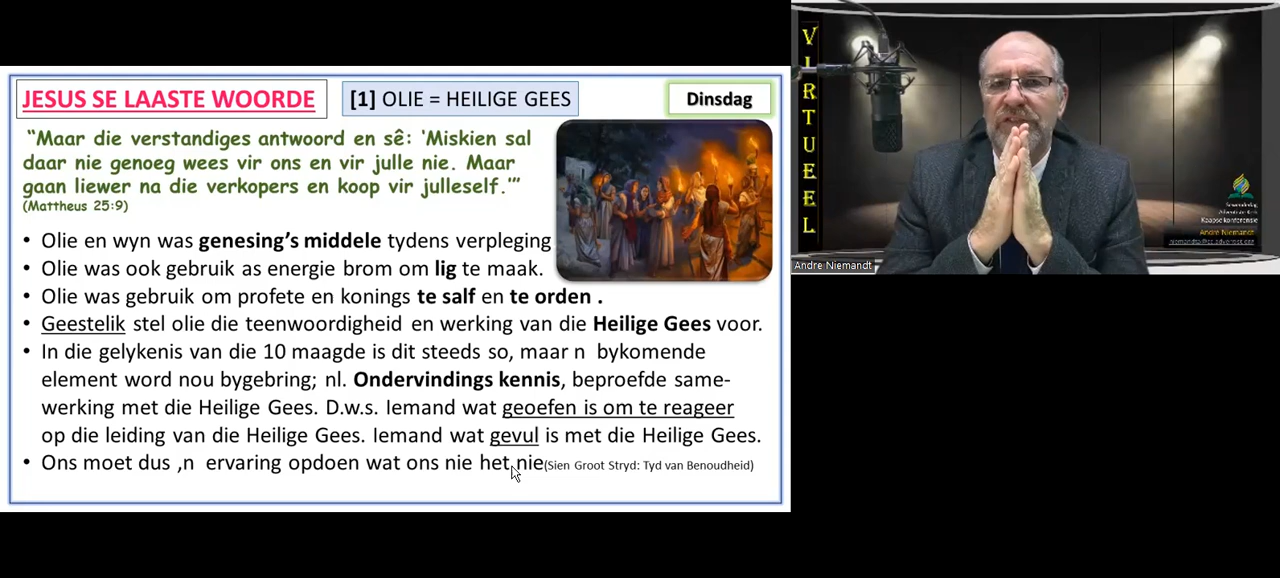 JESUS SE LAASTE WOORDE
[1] OLIE = HEILIGE GEES
Dinsdag
“Maar die verstandiges antwoord en sê: ‘Miskien sal
daar nie genoeg wees vir ons en vir julle nie. Maar
gaan liewer na die verkopers en koop vir julleself.’”
(Mattheus 25:9)
• Olie en wyn was genesing’s middele tydens verpleging
• Olie was ook gebruik as energie brom om lig te maak.
• Olie was gebruik om profete en konings te salf en te orden .
• Geestelik stel olie die teenwoordigheid en werking van die Heilige Gees voor.
• In die gelykenis van die 10 maagde is dit steeds so, maar n bykomende
element word nou bygebring; nl. Ondervindings kennis, beproefde same-
werking met die Heilige Gees. D.w.s. Iemand wat geoefen is om te reageer
op die leiding van die Heilige Gees. Iemand wat gevul is met die Heilige Gees.
• Ons moet dus ‚n ervaring opdoen wat ons nie het nie(Sien Groot Stryd: Tyd van Benoudheid)
VIRTUEEL
Sewendedag
Adventiste Kerk
Kaapse konferensie
Andre Niemandt
Andre Niemandt